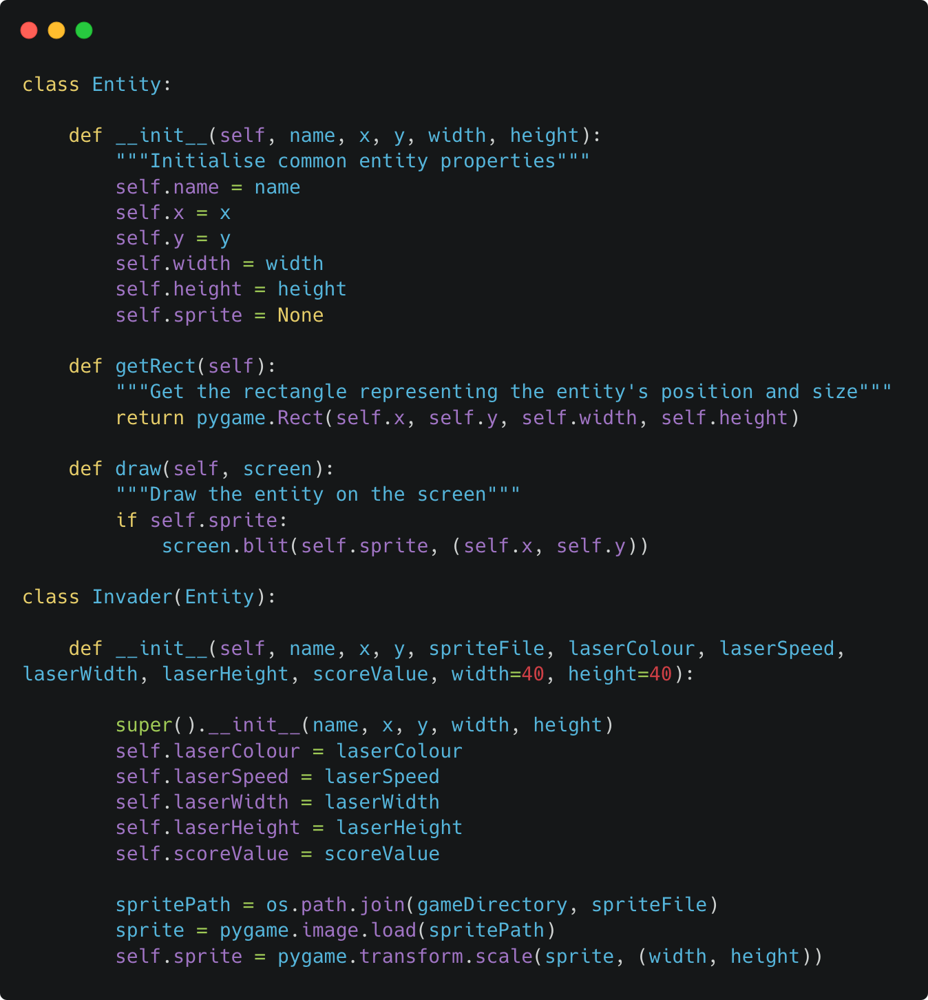 class Entity:

    def __init__(self, name, x, y, width, height):
        """Initialise common entity properties"""
        self.name = name
        self.x = x
        self.y = y
        self.width = width
        self.height = height
        self.sprite = None

    def getRect(self):
        """Get the rectangle representing the entity's position and size"""
        return pygame.Rect(self.x, self.y, self.width, self.height)

    def draw(self, screen):
        """Draw the entity on the screen"""
        if self.sprite:
            screen.blit(self.sprite, (self.x, self.y))

class Invader(Entity):

    def __init__(self, name, x, y, spriteFile, laserColour, laserSpeed,
laserWidth, laserHeight, scoreValue, width=40, height=40):

        super().__init__(name, x, y, width, height)
        self.laserColour = laserColour
        self.laserSpeed = laserSpeed
        self.laserWidth = laserWidth
        self.laserHeight = laserHeight
        self.scoreValue = scoreValue

        spritePath = os.path.join(gameDirectory, spriteFile)
        sprite = pygame.image.load(spritePath)
        self.sprite = pygame.transform.scale(sprite, (width, height))